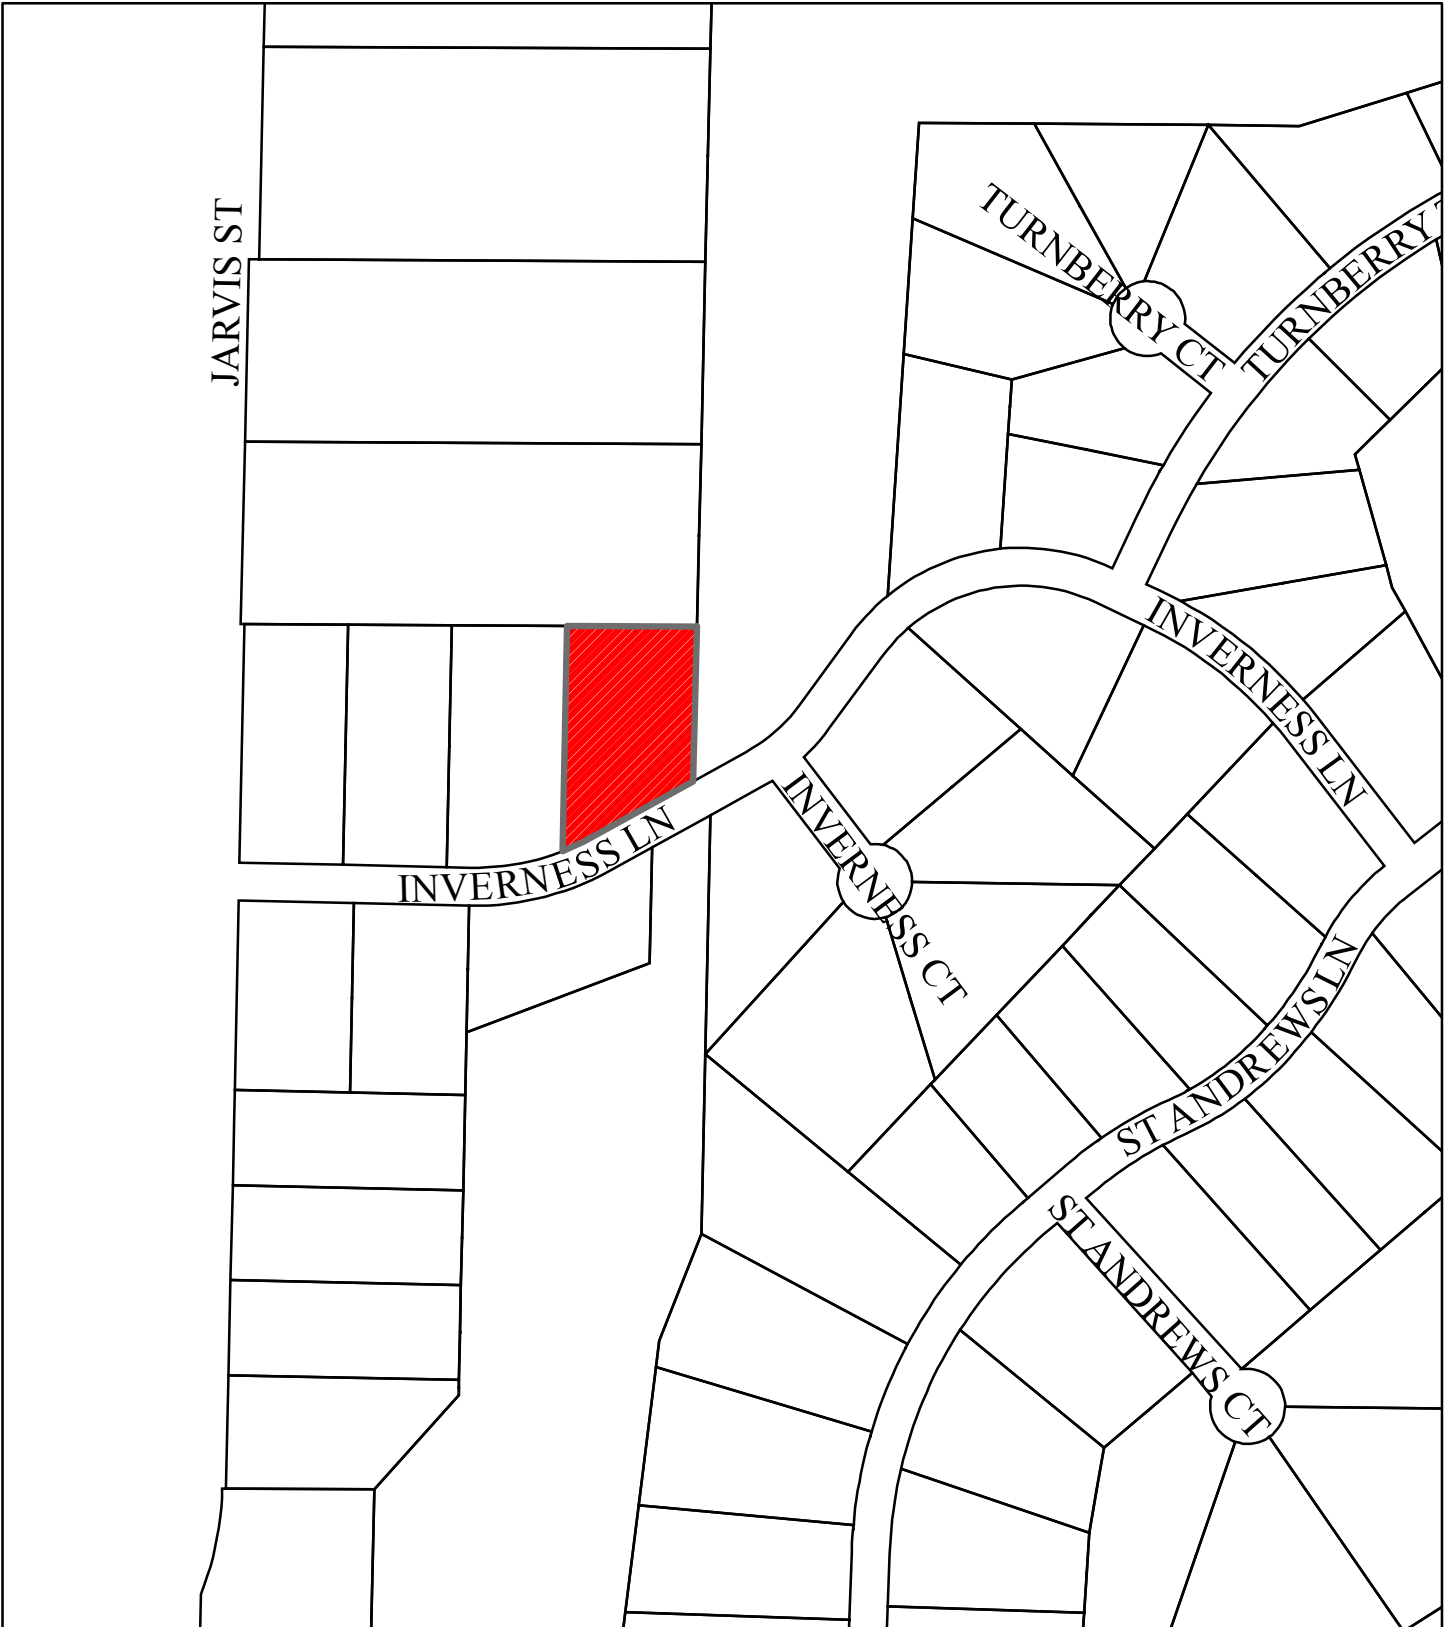 JARVIS ST
TURNBERRY CT
TURNBERRY
INVERNESS LN
INVERNESS LN
INVERNESS CT
ST ANDREWS LN
ST ANDREWS CT